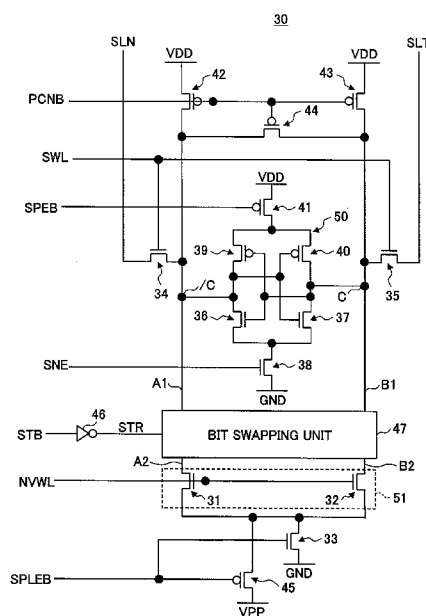 30
SLN
SLT
VDD
VDD
42
43
PCNB
44
SWL
VDD
SPEB
41
50
39
40
34
/C
C
35
36
37
SNE
38
A1
GND
B1
46
STB
STR
BIT SWAPPING UNIT
47
A2
B2
NVWL
31
32
51
33
GND
SPLEB
45
VPP